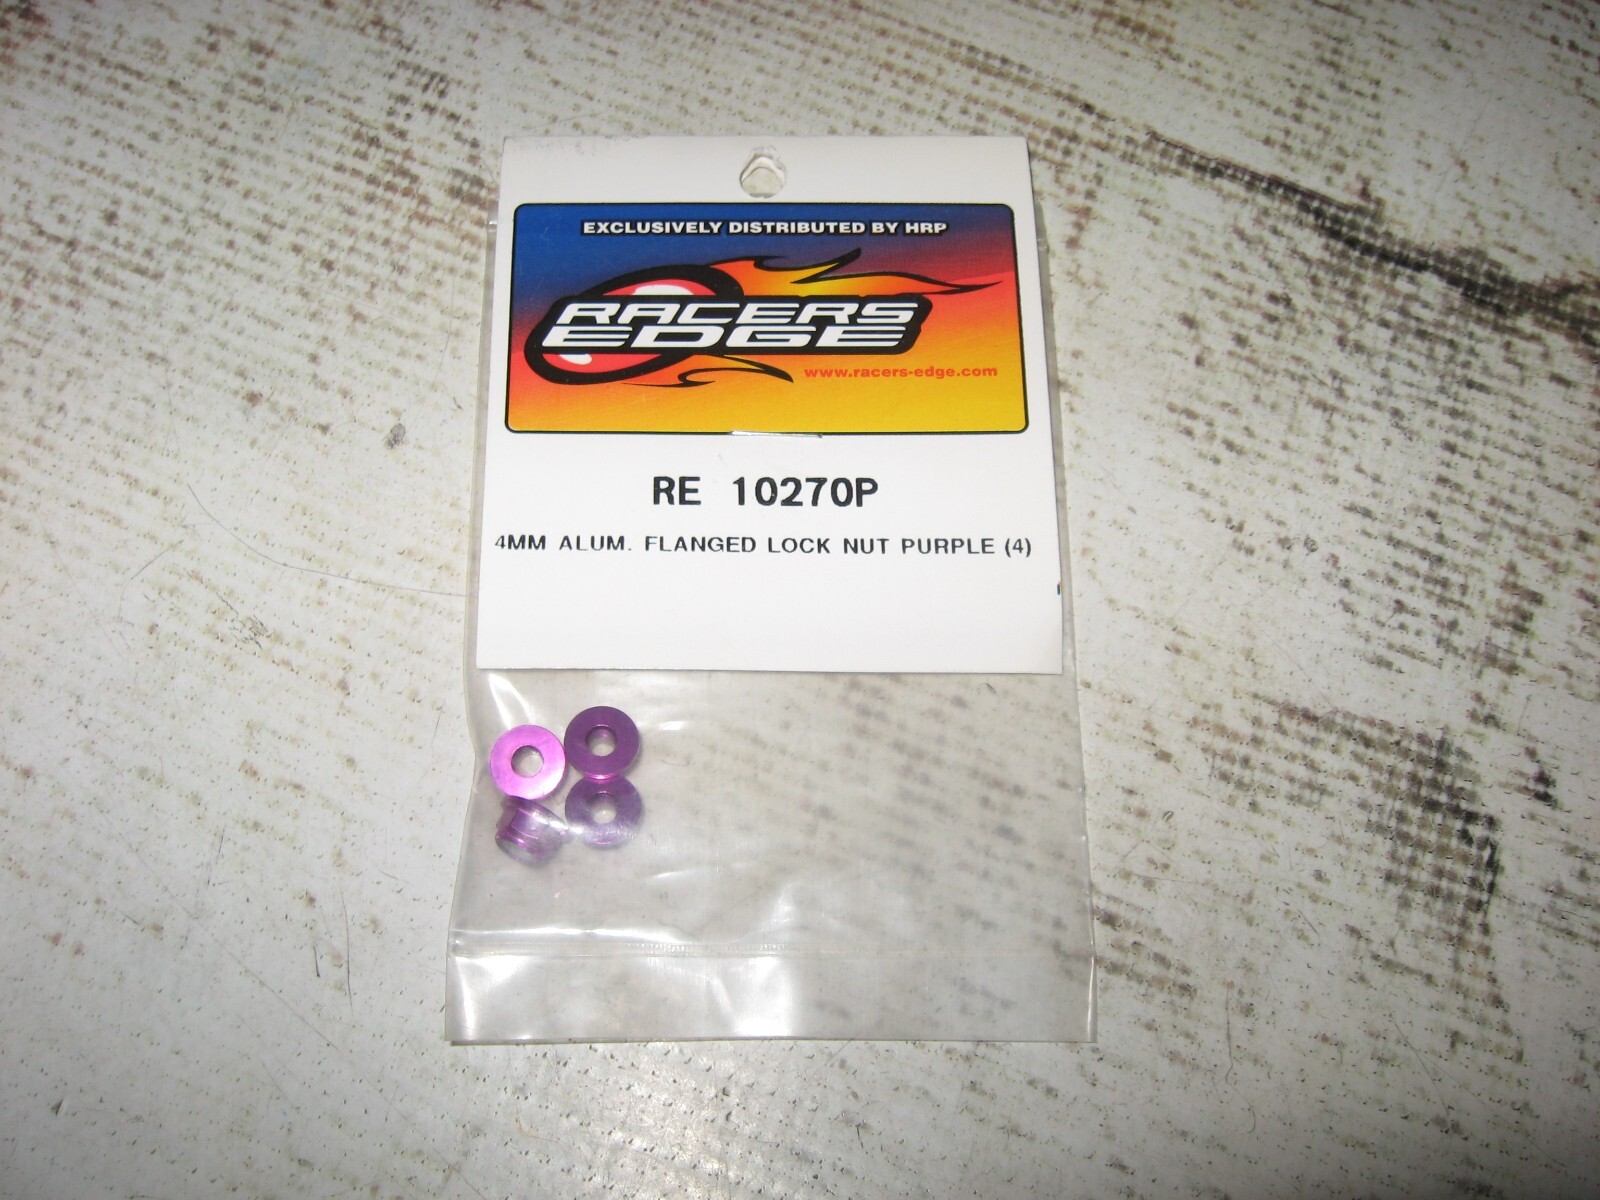 EXCLUSIVELY DISTRIBUTED BY HRP
RACERS
EDGE
www.racers-edge.com
RE 10270P
4MM ALUM. FLANGED LOCK NUT PURPLE (4)